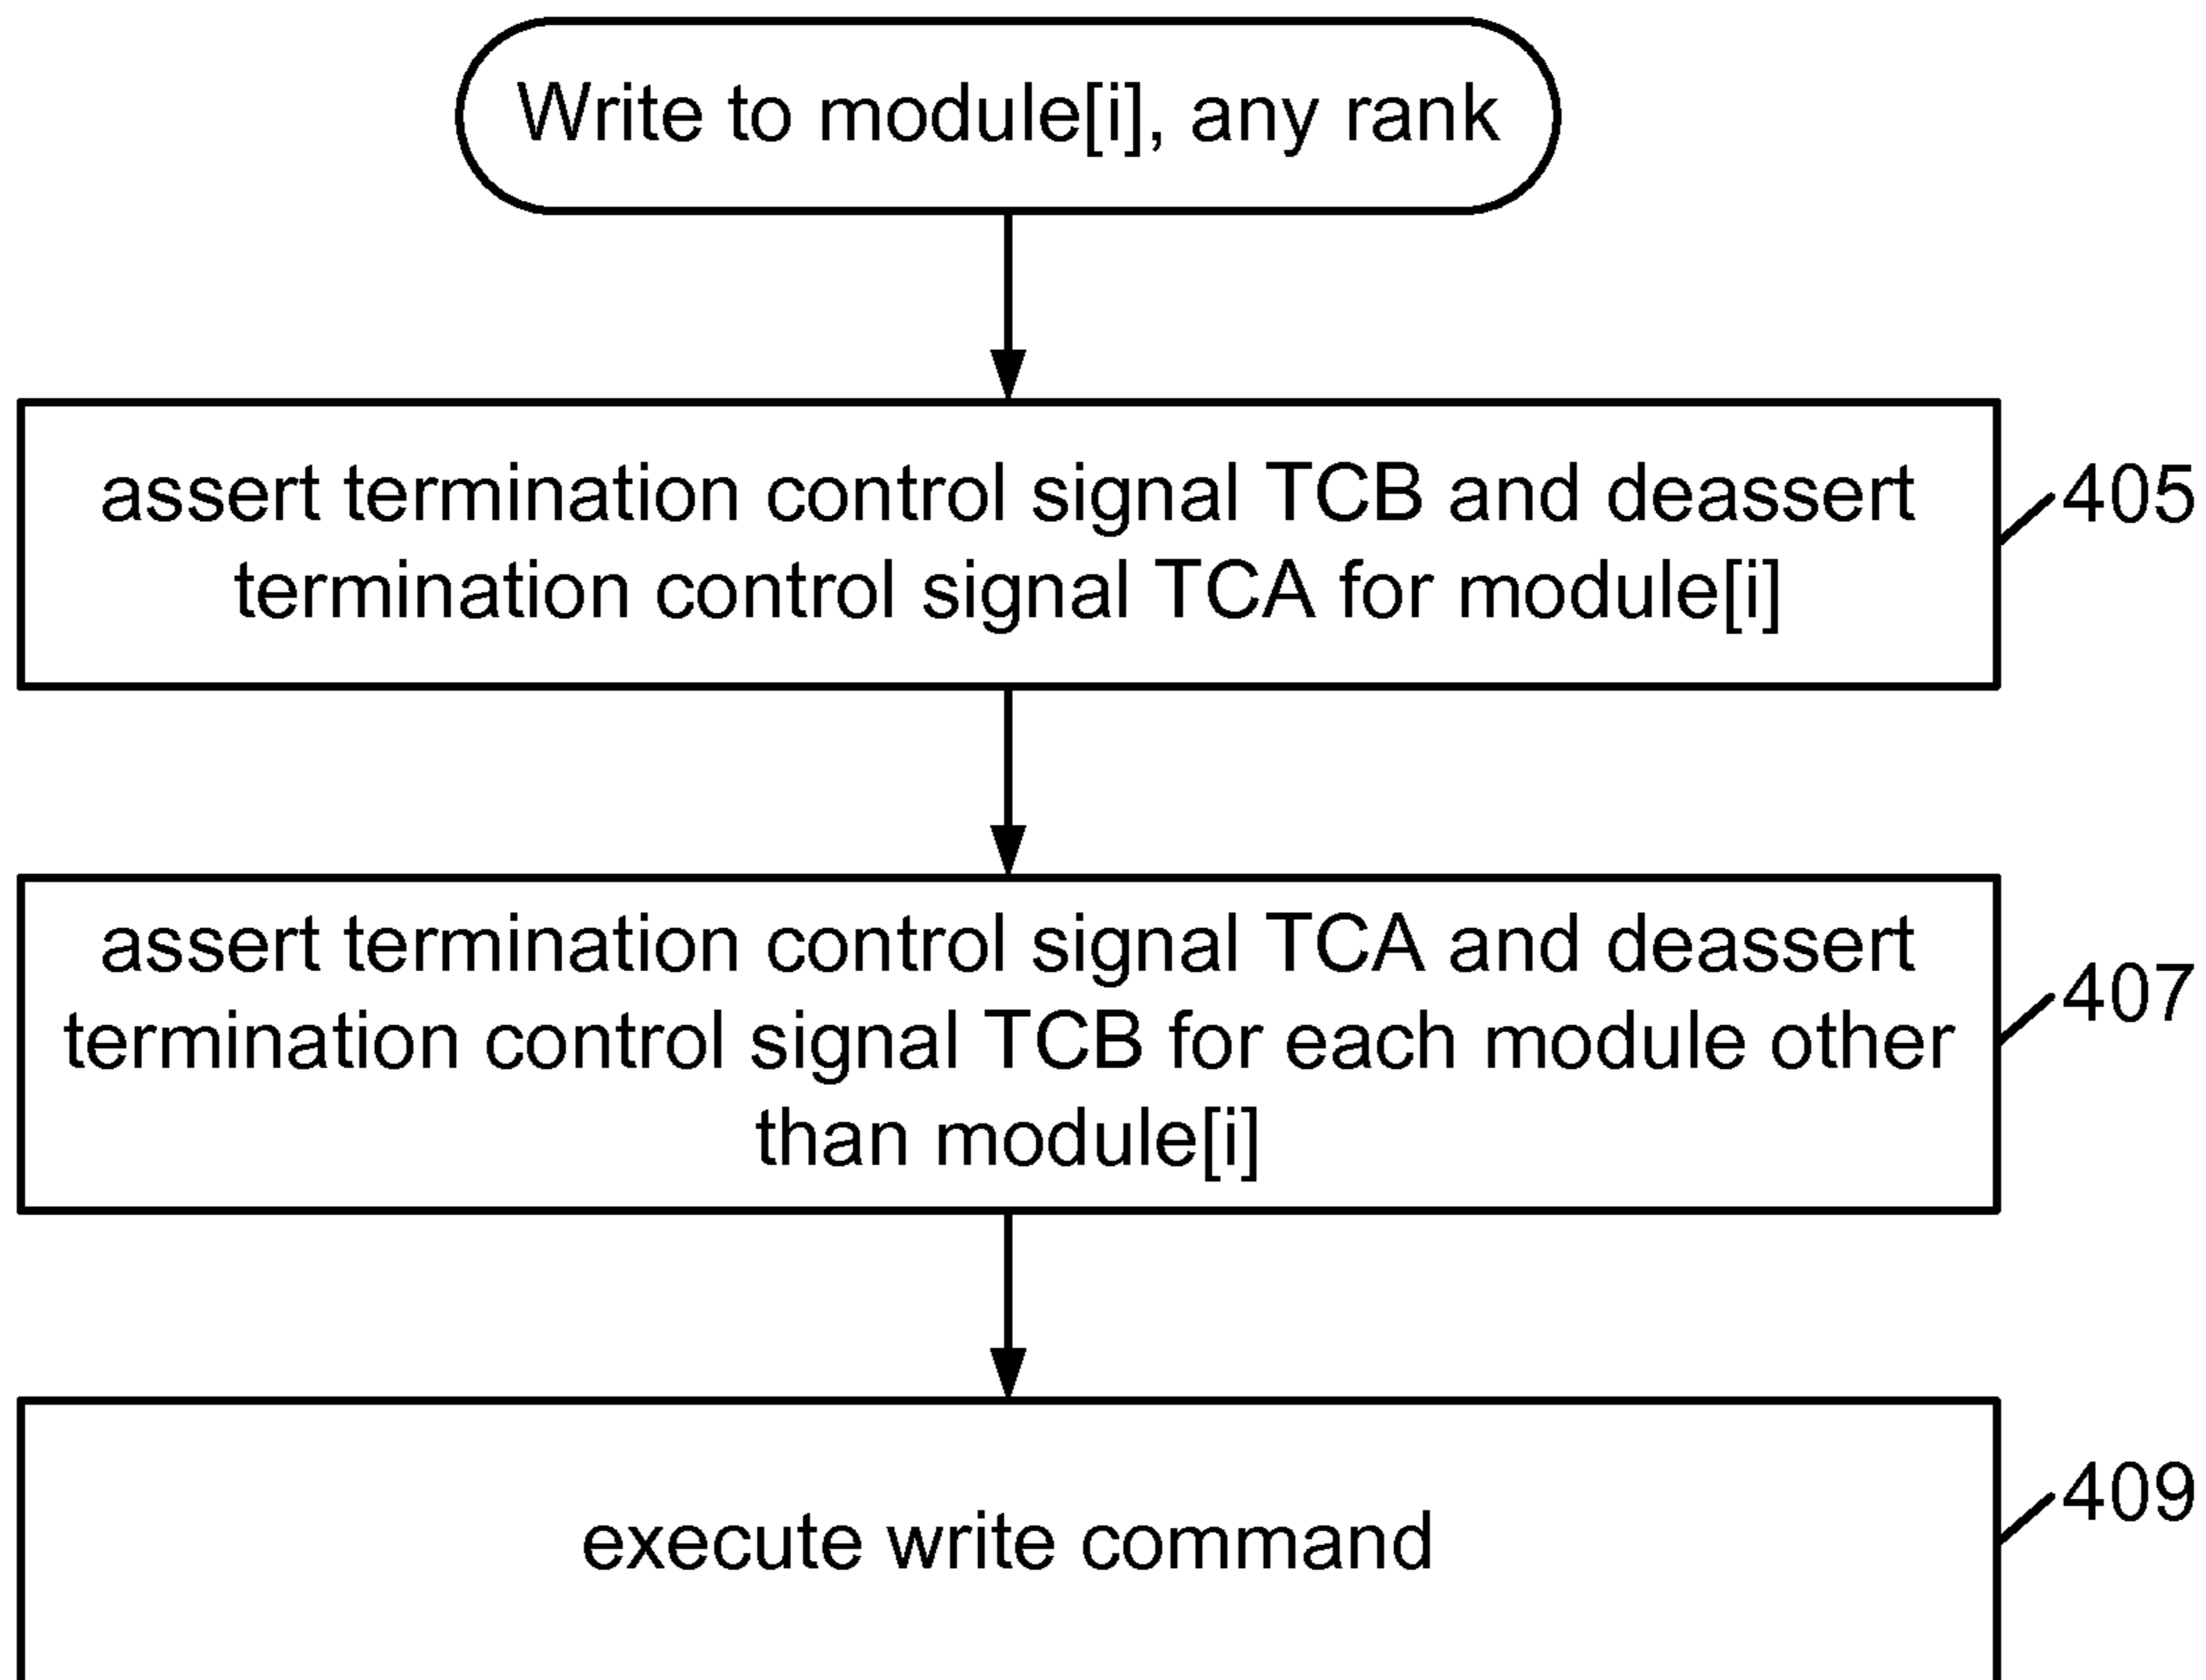 Write to module[i], any rank
assert termination control signal TCB and deassert
termination control signal TCA for module[i]
405
assert termination control signal TCA and deassert
termination control signal TCB for each module other
than module[i]
407
execute write command
409